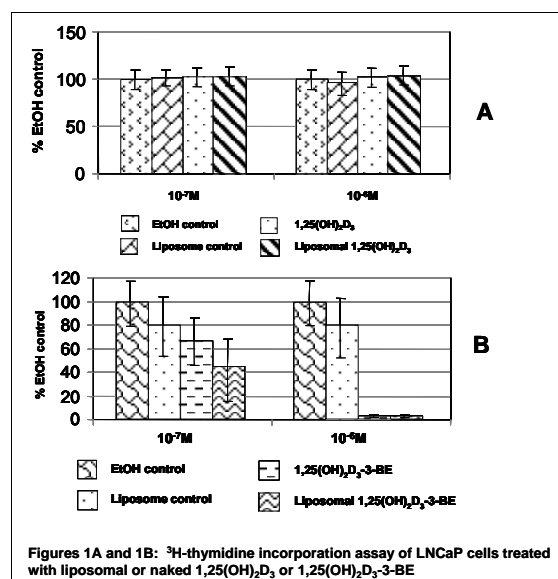 % EtOH control
150
100
50
0
10⁻⁷M
10⁻⁶M
A
EtOH control
1,25(OH)₂D₃
Liposome control
Liposomal 1,25(OH)₂D₃
% EtOH control
120
100
80
60
40
20
0
10⁻⁷M
10⁻⁶M
B
EtOH control
1,25(OH)₂D₃-3-BE
Liposome control
Liposomal 1,25(OH)₂D₃-3-BE
Figures 1A and 1B: ³H-thymidine incorporation assay of LNCaP cells treated
with liposomal or naked 1,25(OH)₂D₃ or 1,25(OH)₂D₃-3-BE